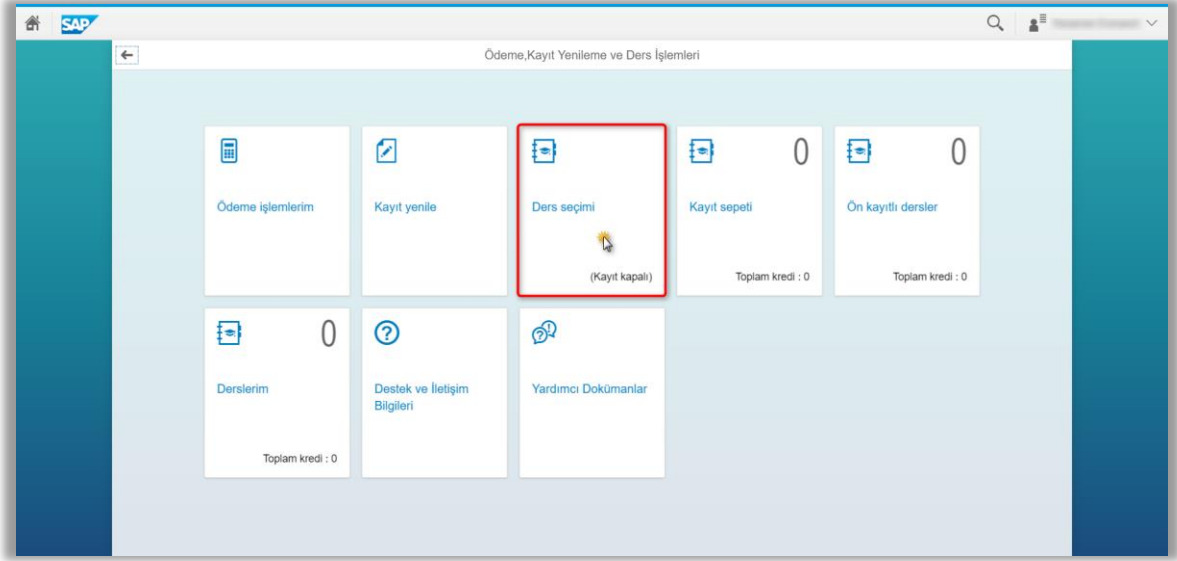 SAP
Ödeme,Kayıt Yenileme ve Ders İşlemleri
Ödeme işlemlerim
Kayıt yenile
Ders seçimi
(Kayıt kapalı)
0
Kayıt sepeti
Toplam kredi : 0
0
Ön kayıtlı dersler
Toplam kredi : 0
0
Derslerim
Toplam kredi : 0
Destek ve İletişim
Bilgileri
Yardımcı Dokümanlar